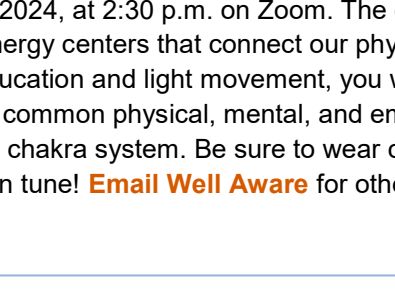 2024, at 2:30 p.m. on Zoom. The
ergy centers that connect our phy
ucation and light movement, you
common physical, mental, and en
chakra system. Be sure to wear
n tune! Email Well Aware for othe